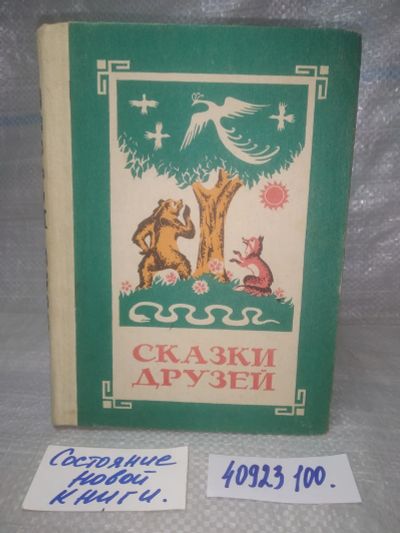 СКАЗКИ
ДРУЗЕЙ
Состояние
новой
книги.
40923 100.